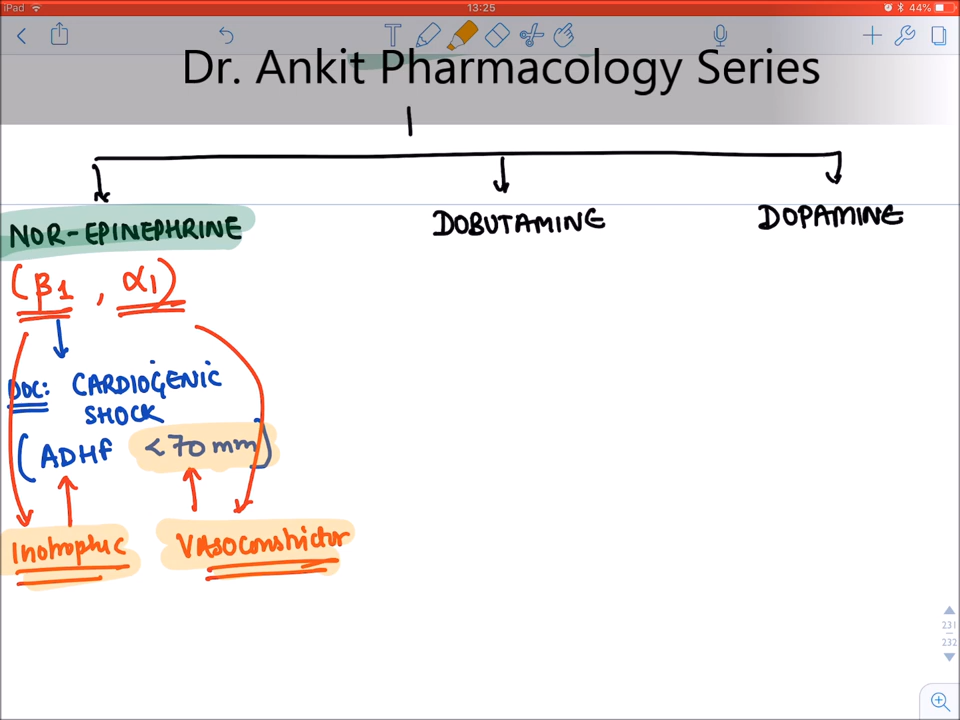 iPad 13:25 44%
Dr. Ankit Pharmacology Series
NOR-EPINEPHRINE DOBUTAMINE DOPAMINE
(β1, α1)
DOC: CARDIOGENIC
SHOCK
(ADHF <70 mm)
Inotrophic Vasoconstrictor
231
232